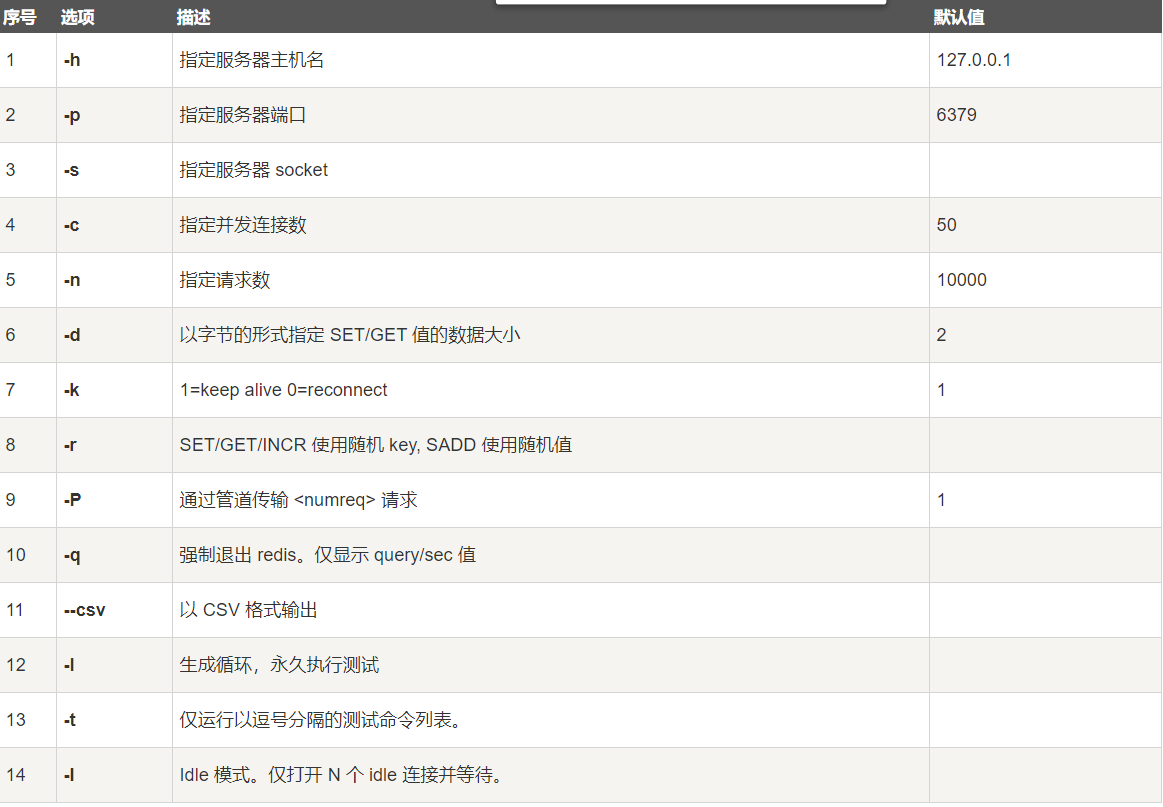 序号 选项 描述 默认值
1 -h 指定服务器主机名 127.0.0.1
2 -p 指定服务器端口 6379
3 -s 指定服务器 socket
4 -c 指定并发连接数 50
5 -n 指定请求数 10000
6 -d 以字节的形式指定 SET/GET 值的数据大小 2
7 -k 1=keep alive 0=reconnect 1
8 -r SET/GET/INCR 使用随机 key, SADD 使用随机值
9 -P 通过管道传输 <numreq> 请求 1
10 -q 强制退出 redis。仅显示 query/sec 值
11 --csv 以 CSV 格式输出
12 -l 生成循环，永久执行测试
13 -t 仅运行以逗号分隔的测试命令列表。
14 -I Idle 模式。仅打开 N 个 idle 连接并等待。